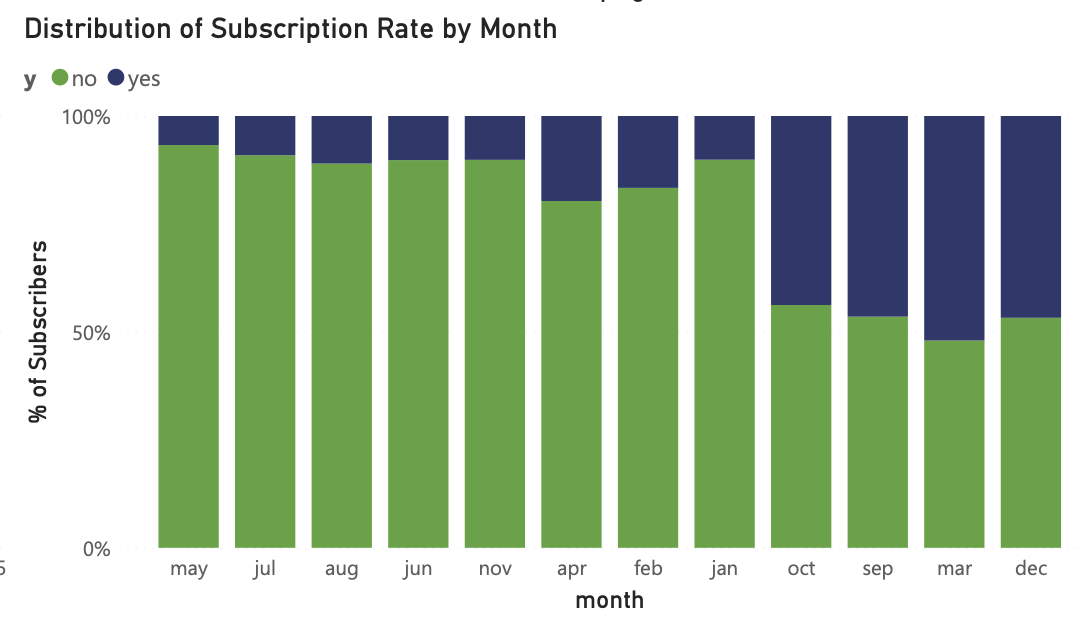 Distribution of Subscription Rate by Month
y no yes
100%
50%
0%
% of Subscribers
may jul aug jun nov apr feb jan oct sep mar dec
month
5